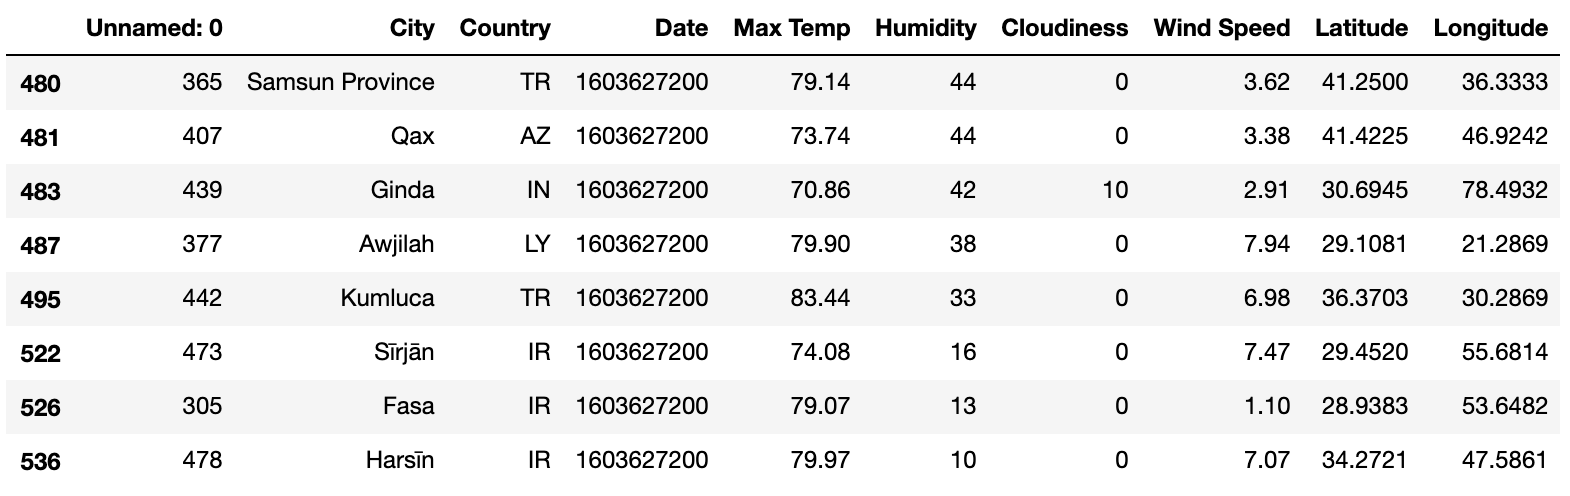 Unnamed: 0 City Country Date Max Temp Humidity Cloudiness Wind Speed Latitude Longitude
480 365 Samsun Province TR 1603627200 79.14 44 0 3.62 41.2500 36.3333
481 407 Qax AZ 1603627200 73.74 44 0 3.38 41.4225 46.9242
483 439 Ginda IN 1603627200 70.86 42 10 2.91 30.6945 78.4932
487 377 Awjilah LY 1603627200 79.90 38 0 7.94 29.1081 21.2869
495 442 Kumluca TR 1603627200 83.44 33 0 6.98 36.3703 30.2869
522 473 Sīrjān IR 1603627200 74.08 16 0 7.47 29.4520 55.6814
526 305 Fasa IR 1603627200 79.07 13 0 1.10 28.9383 53.6482
536 478 Harsīn IR 1603627200 79.97 10 0 7.07 34.2721 47.5861